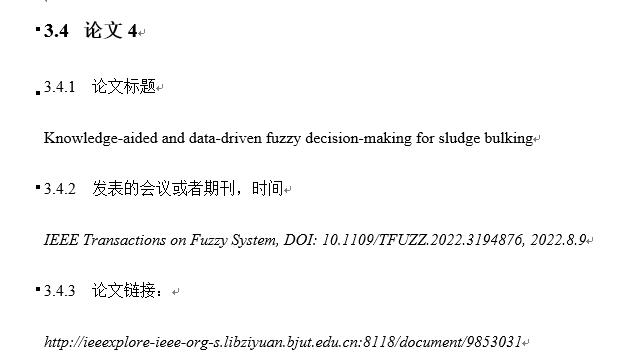 3.4 论文 4
3.4.1 论文标题
Knowledge-aided and data-driven fuzzy decision-making for sludge bulking
3.4.2 发表的会议或者期刊，时间
IEEE Transactions on Fuzzy System, DOI: 10.1109/TFUZZ.2022.3194876, 2022.8.9
3.4.3 论文链接：
http://ieeexplore-ieee-org-s.libziyuan.bjut.edu.cn:8118/document/9853031